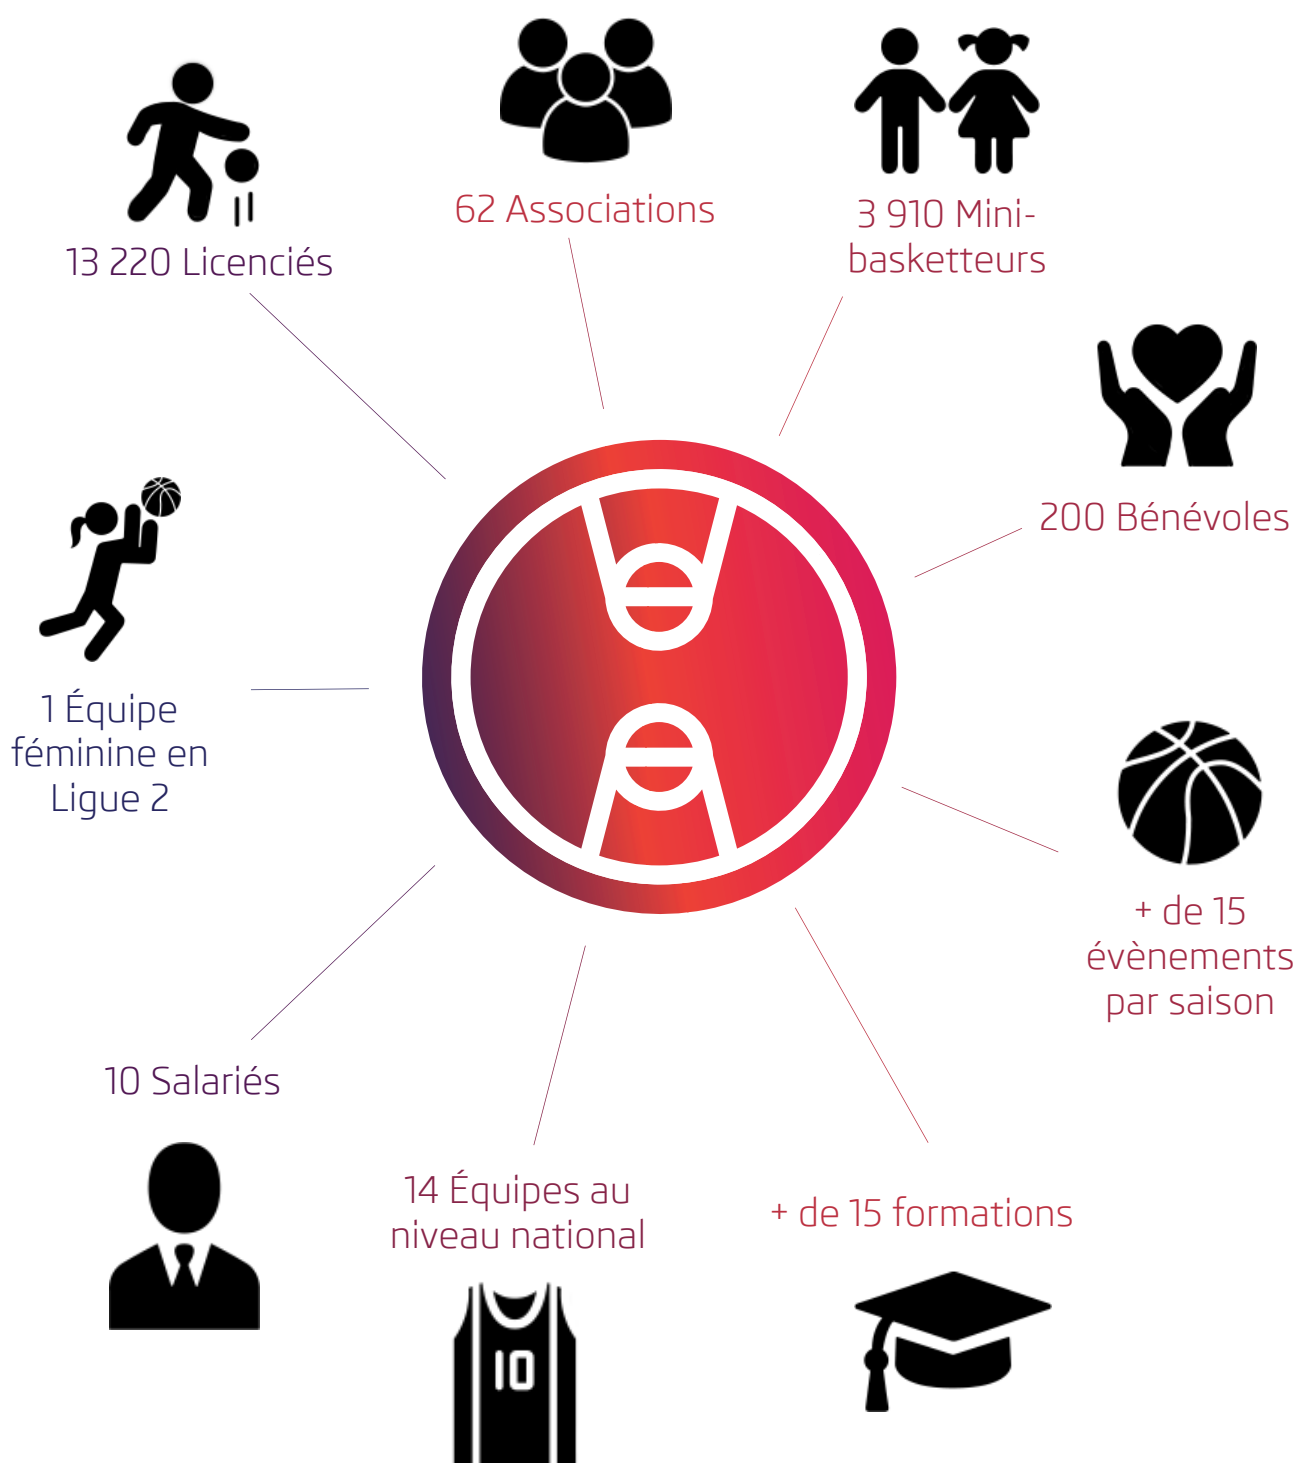 62 Associations
3 910 Mini-
basketteurs
13 220 Licenciés
200 Bénévoles
1 Équipe
féminine en
Ligue 2
+ de 15
évènements
par saison
10 Salariés
14 Équipes au
niveau national
+ de 15 formations
10